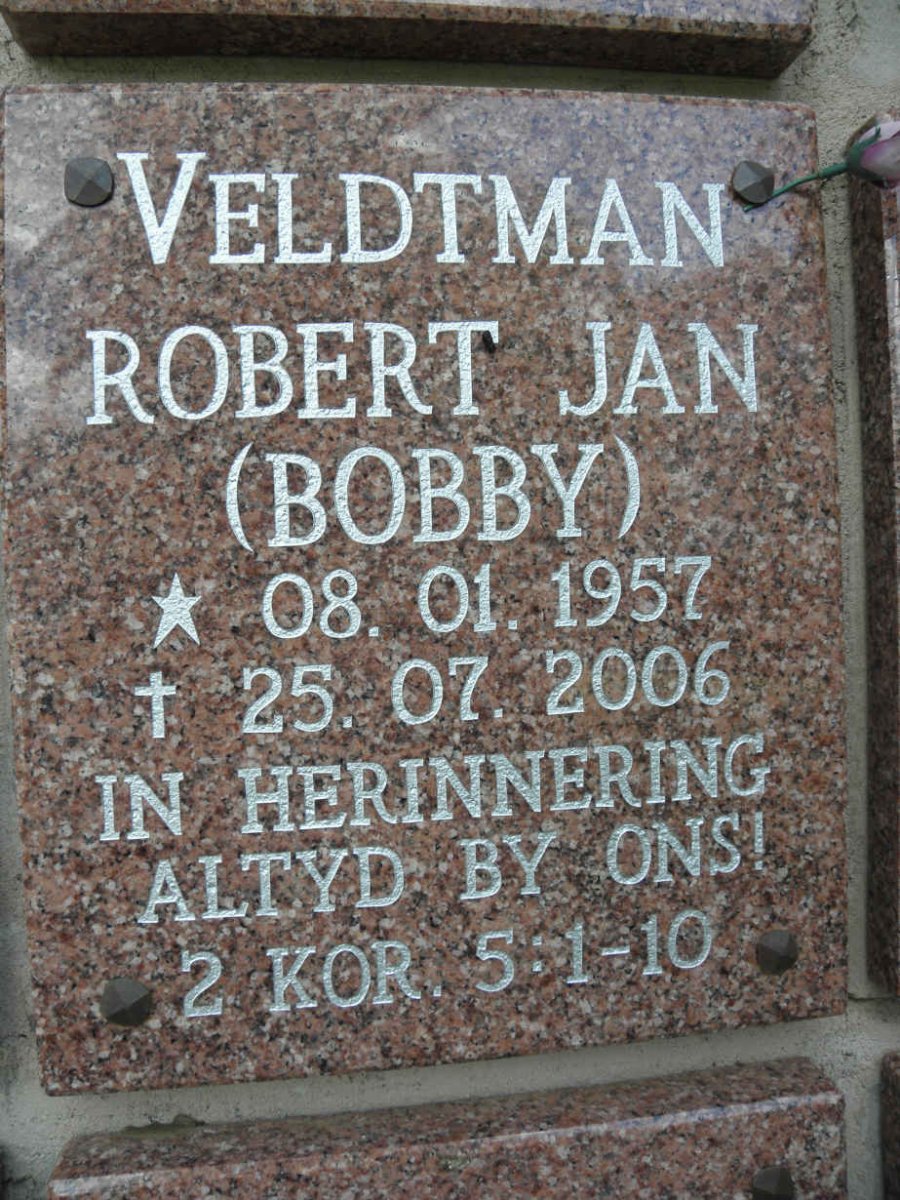 VELDTMAN
ROBERT JAN
(BOBBY)
★ 08. 01. 1957
✝ 25. 07. 2006
IN HERINNERING
ALTYD BY ONS!
2 KOR. 5:1-10